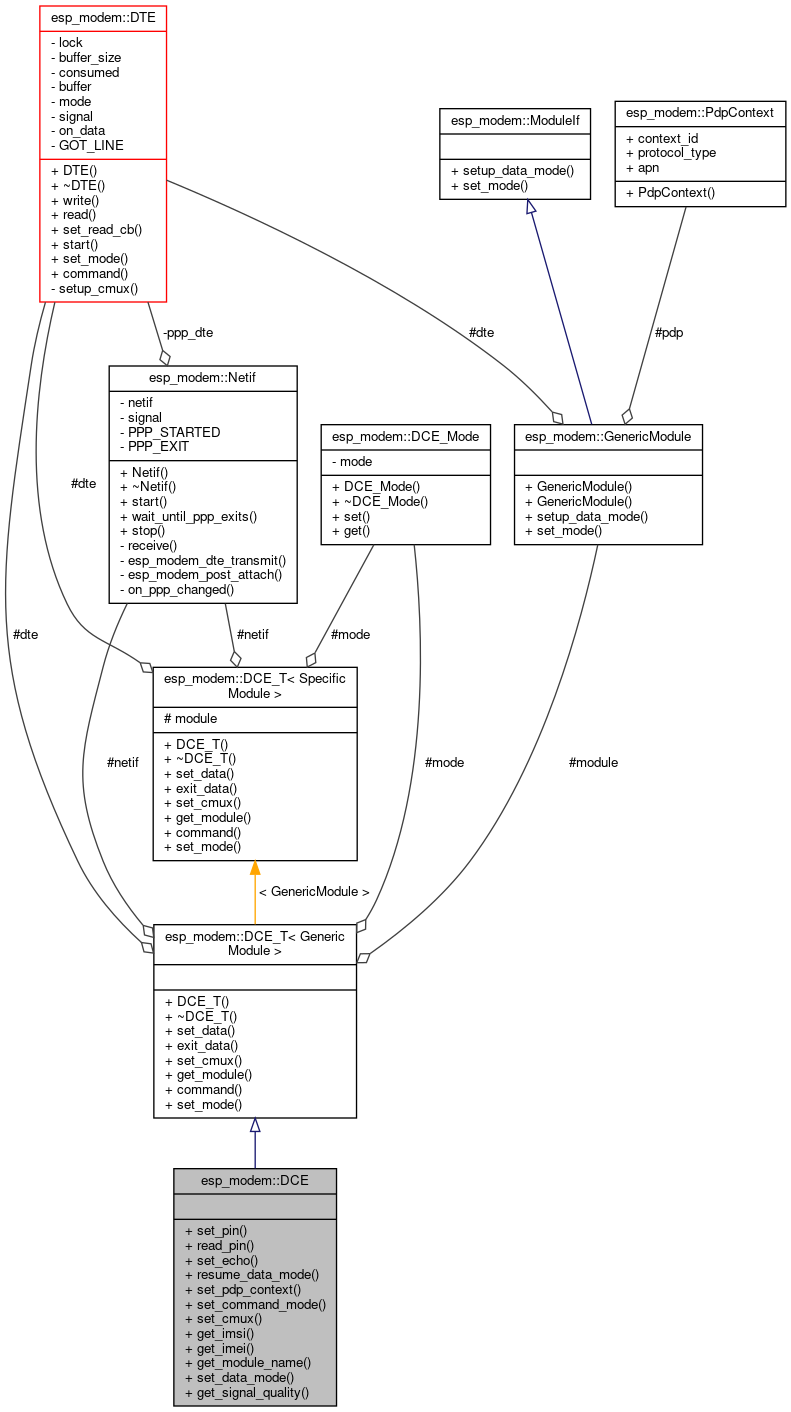 esp_modem::DTE
- lock
- buffer_size
- consumed
- buffer
- mode
- signal
- on_data
- GOT_LINE
+ DTE()
+ ~DTE()
+ write()
+ read()
+ set_read_cb()
+ start()
+ set_mode()
+ command()
- setup_cmux()
esp_modem::ModuleIf
+ setup_data_mode()
+ set_mode()
esp_modem::PdpContext
+ context_id
+ protocol_type
+ apn
+ PdpContext()
-ppp_dte
#dte
#pdp
esp_modem::Netif
- netif
- signal
- PPP_STARTED
- PPP_EXIT
+ Netif()
+ ~Netif()
+ start()
+ wait_until_ppp_exits()
+ stop()
- receive()
- esp_modem_dte_transmit()
- esp_modem_post_attach()
- on_ppp_changed()
esp_modem::DCE_Mode
- mode
+ DCE_Mode()
+ ~DCE_Mode()
+ set()
+ get()
esp_modem::GenericModule
+ GenericModule()
+ GenericModule()
+ setup_data_mode()
+ set_mode()
#dte
#dte
#netif
#mode
esp_modem::DCE_T< Specific
Module >
# module
+ DCE_T()
+ ~DCE_T()
+ set_data()
+ exit_data()
+ set_cmux()
+ get_module()
+ command()
+ set_mode()
#netif
#mode
#module
< GenericModule >
esp_modem::DCE_T< Generic
Module >
+ DCE_T()
+ ~DCE_T()
+ set_data()
+ exit_data()
+ set_cmux()
+ get_module()
+ command()
+ set_mode()
esp_modem::DCE
+ set_pin()
+ read_pin()
+ set_echo()
+ resume_data_mode()
+ set_pdp_context()
+ set_command_mode()
+ set_cmux()
+ get_imsi()
+ get_imei()
+ get_module_name()
+ set_data_mode()
+ get_signal_quality()